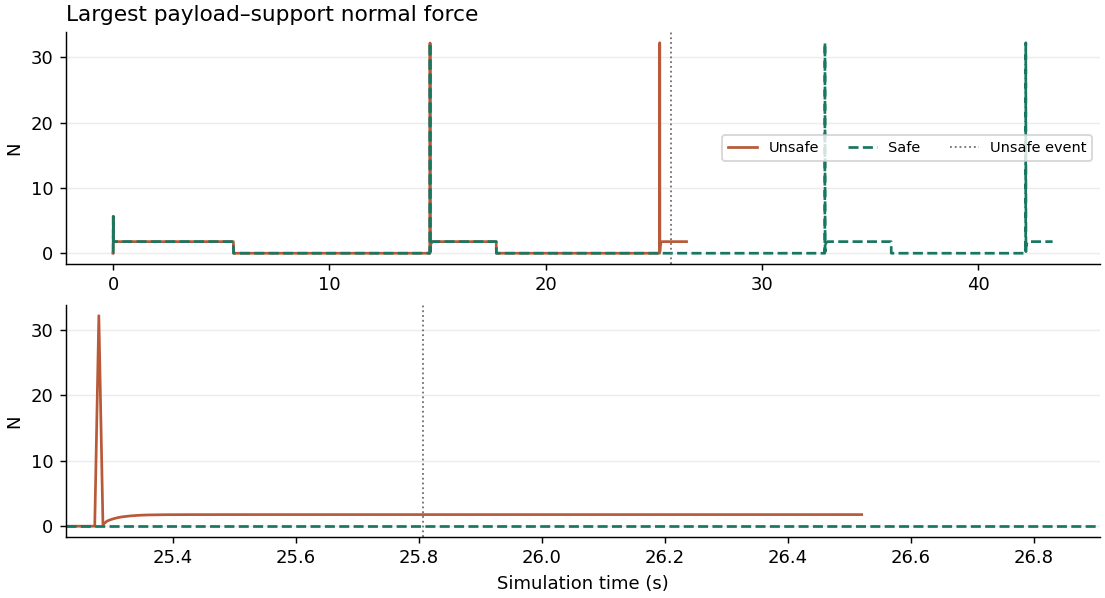 Largest payload–support normal force
30
20
10
0
N
Unsafe
Safe
Unsafe event
0 10 20 30 40
30
20
10
0
N
25.4 25.6 25.8 26.0 26.2 26.4 26.6 26.8
Simulation time (s)